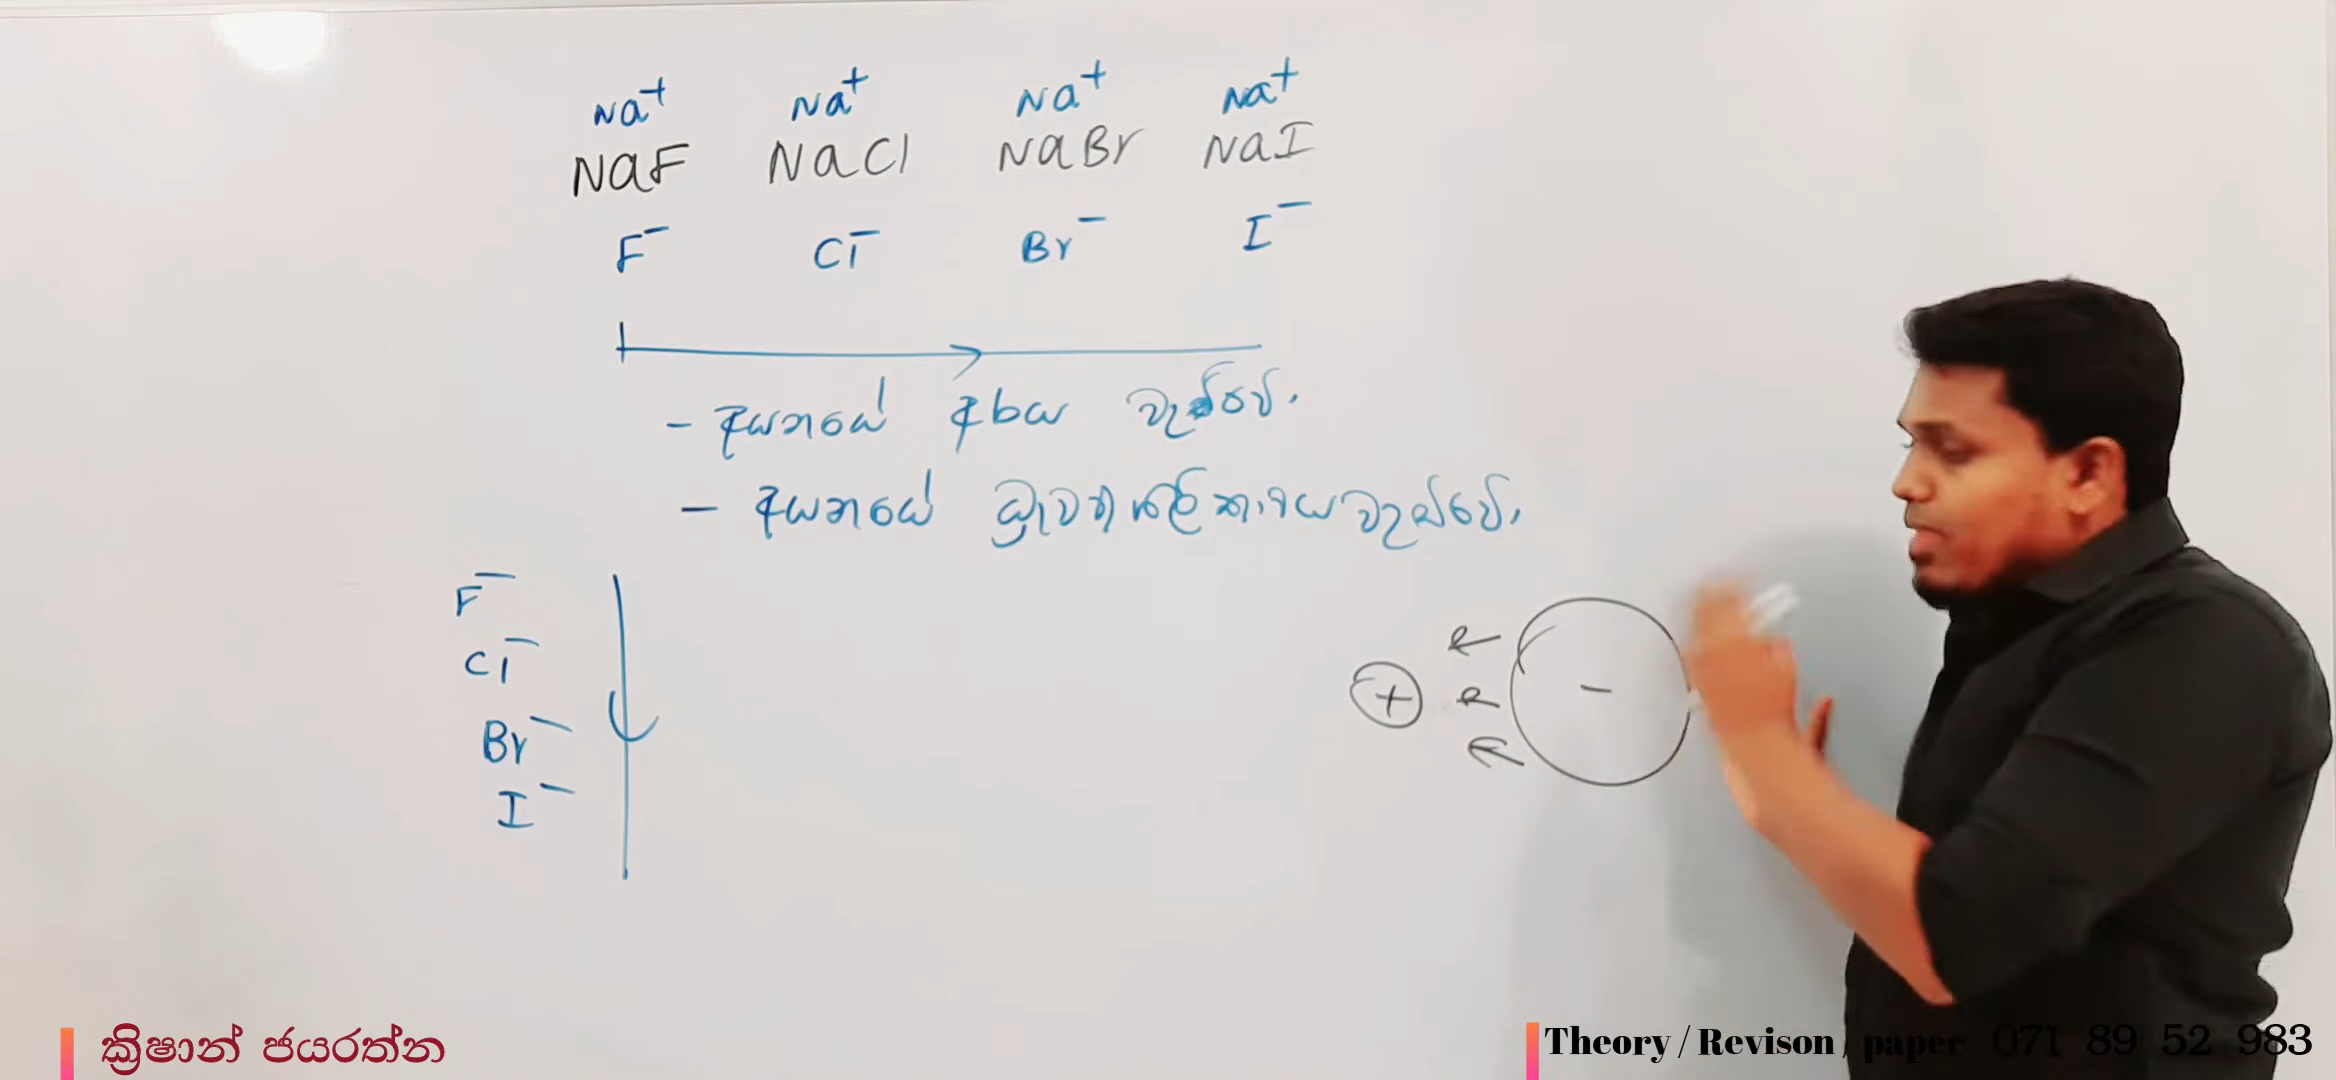 Na⁺ Na⁺ Na⁺ Na⁺
NaF NaCl NaBr NaI
F⁻ Cl⁻ Br⁻ I⁻
- අයනයේ අරය වැඩිවේ.
- අයනයේ ධ්‍රැවණශීලතාවය වැඩිවේ.
F⁻
Cl⁻
Br⁻
I⁻
+ -
ක්‍රිෂාන් ජයරත්න
Theory / Revison / paper 071 89 52 983